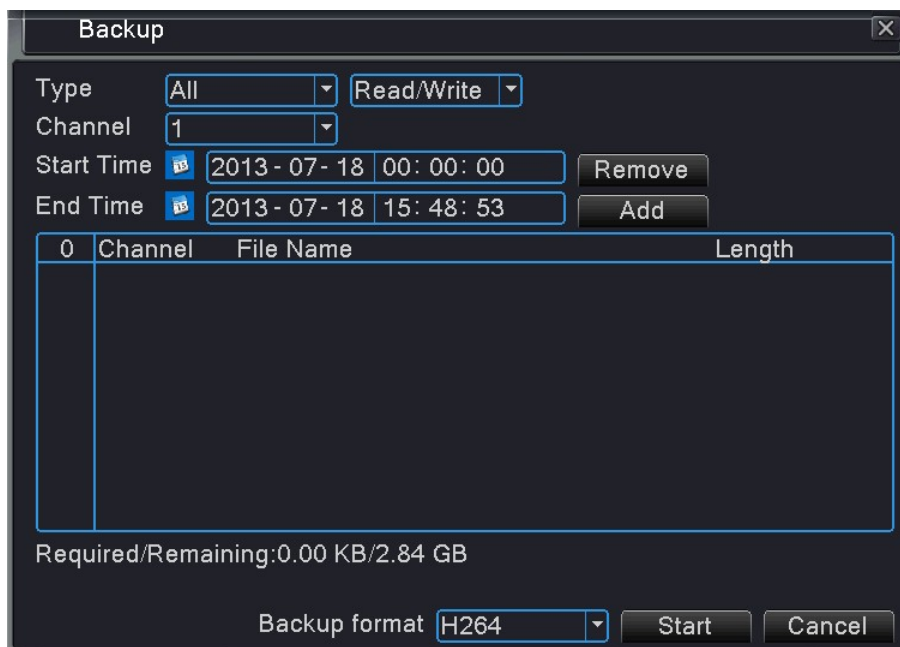 Backup
Type All Read/Write
Channel 1
Start Time 2013 - 07 - 18 00: 00: 00 Remove
End Time 2013 - 07 - 18 15: 48: 53 Add
0 Channel File Name Length
Required/Remaining:0.00 KB/2.84 GB
Backup format H264 Start Cancel